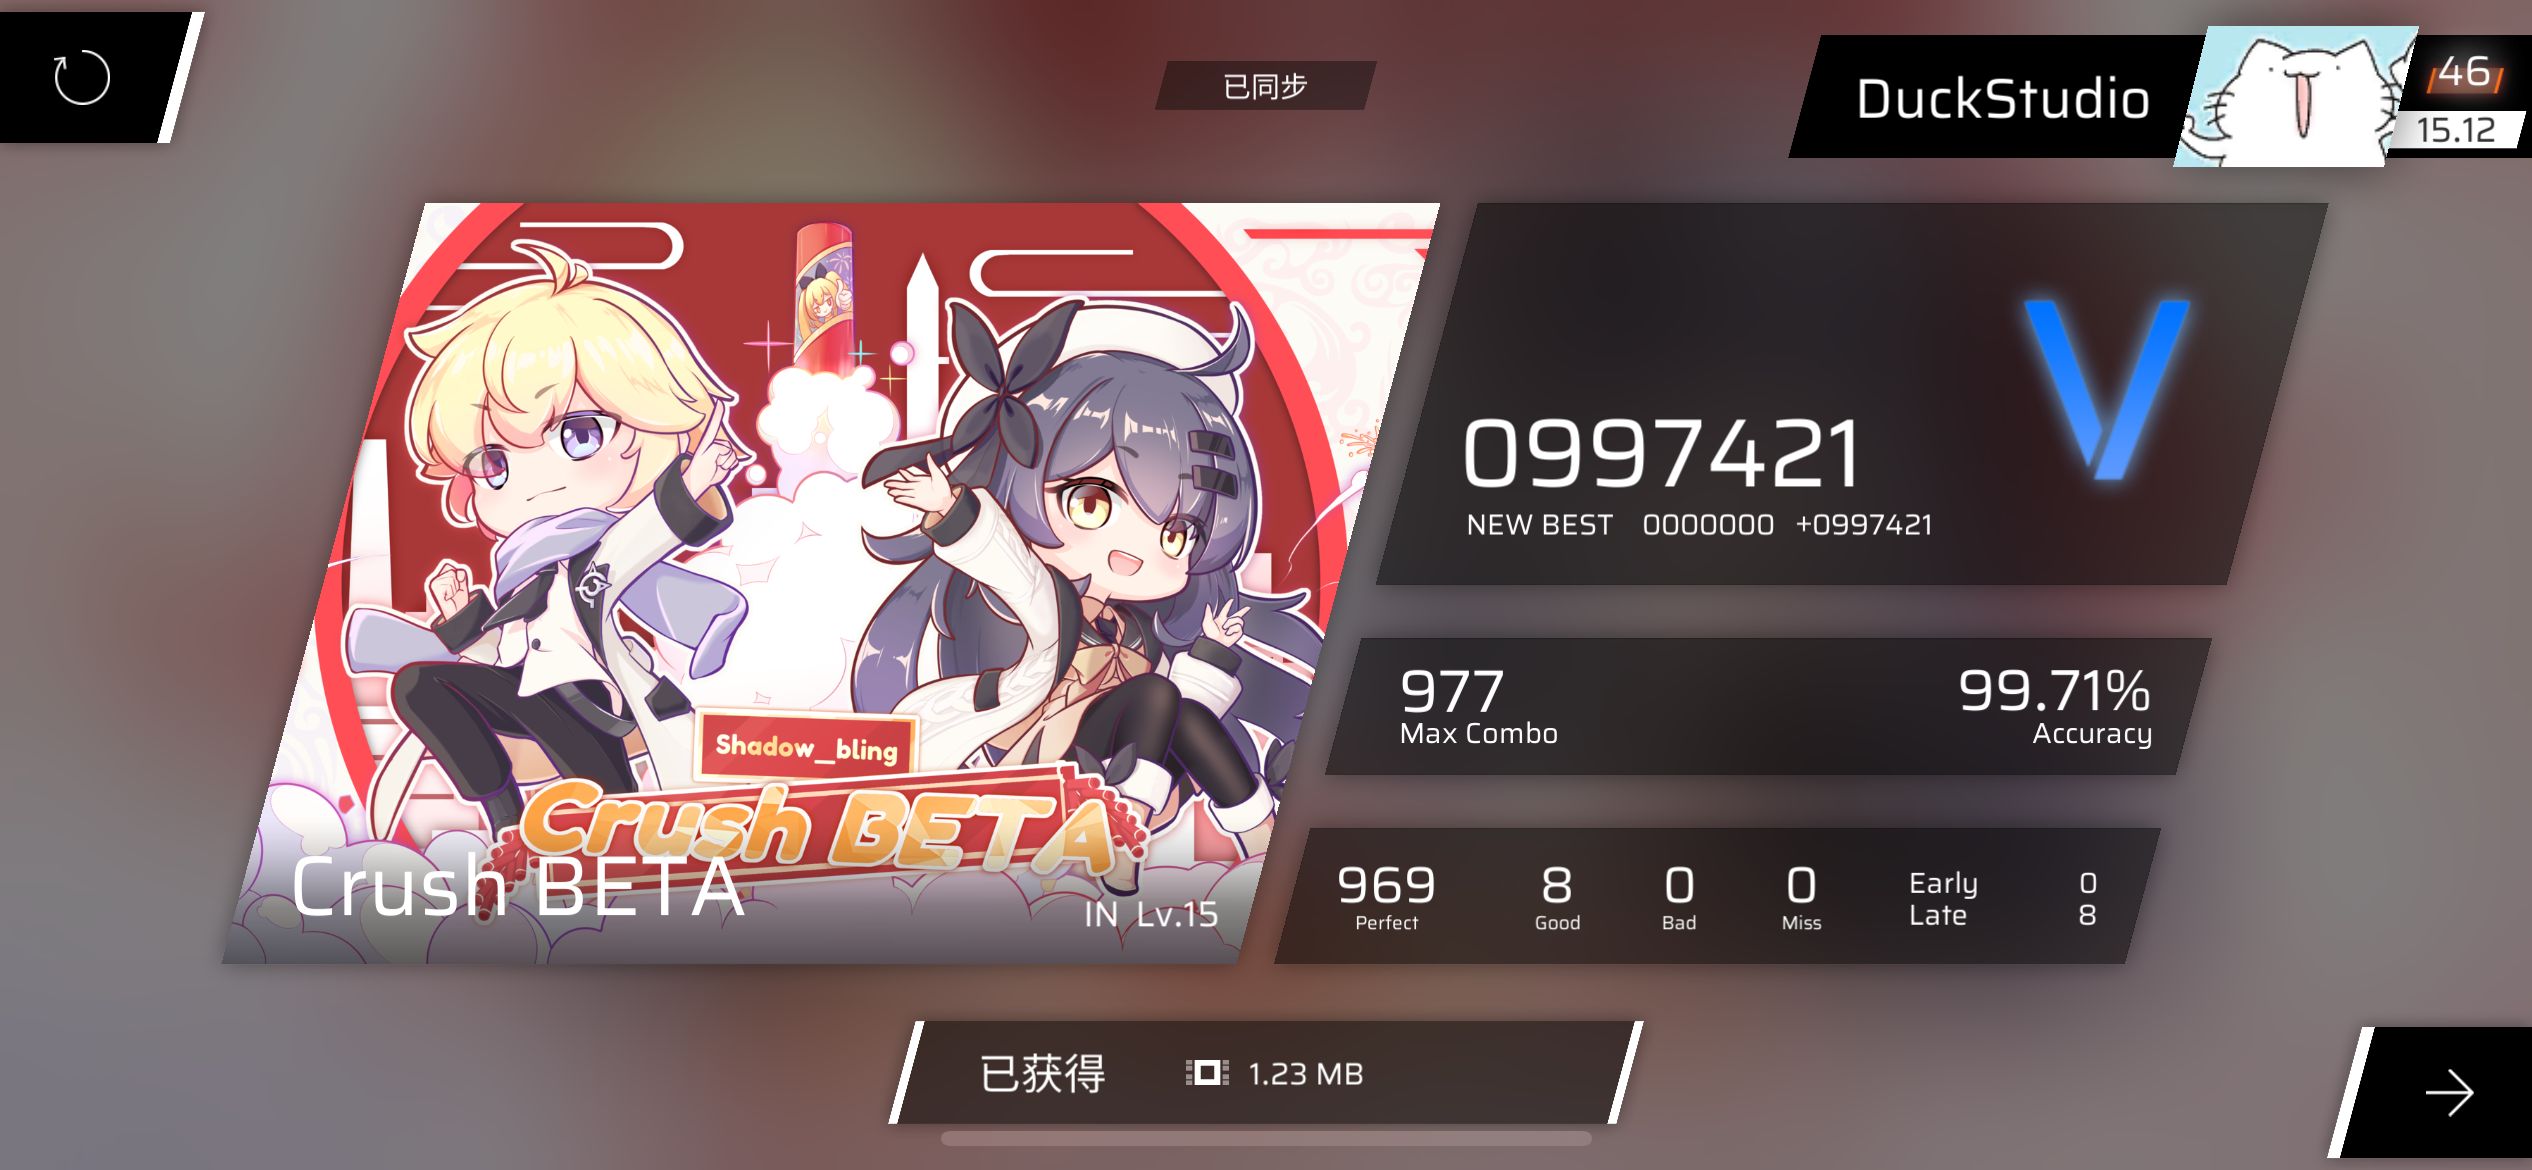 已同步
DuckStudio
46
15.12
Shadow__bling
Crush BETA
Crush BETA
IN Lv.15
V
0997421
NEW BEST 0000000 +0997421
977
Max Combo
99.71%
Accuracy
969 8 0 0
Perfect Good Bad Miss
Early 0
Late 8
已获得 1.23 MB